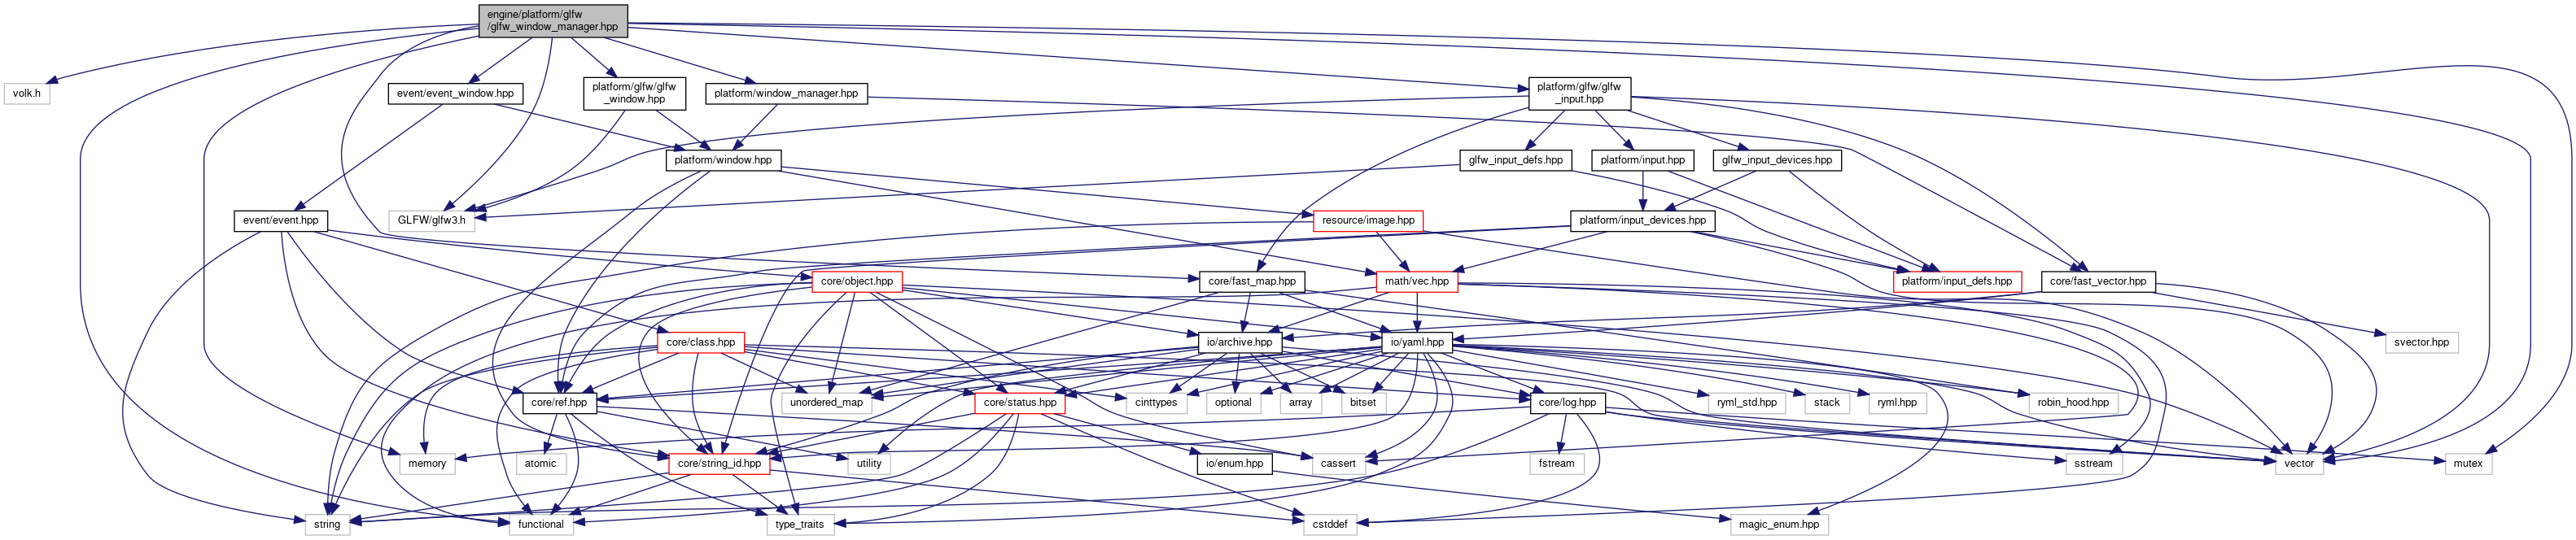 engine/platform/glfw
/glfw_window_manager.hpp
volk.h
event/event_window.hpp
platform/glfw/glfw
_window.hpp
platform/window_manager.hpp
platform/glfw/glfw
_input.hpp
platform/window.hpp
glfw_input_defs.hpp
platform/input.hpp
glfw_input_devices.hpp
event/event.hpp
GLFW/glfw3.h
resource/image.hpp
platform/input_devices.hpp
core/object.hpp
core/fast_map.hpp
math/vec.hpp
platform/input_defs.hpp
core/fast_vector.hpp
core/class.hpp
io/archive.hpp
io/yaml.hpp
svector.hpp
core/ref.hpp
unordered_map
core/status.hpp
cinttypes
optional
array
bitset
core/log.hpp
ryml_std.hpp
stack
ryml.hpp
robin_hood.hpp
memory
atomic
core/string_id.hpp
utility
io/enum.hpp
cassert
fstream
sstream
vector
mutex
string
functional
type_traits
cstddef
magic_enum.hpp